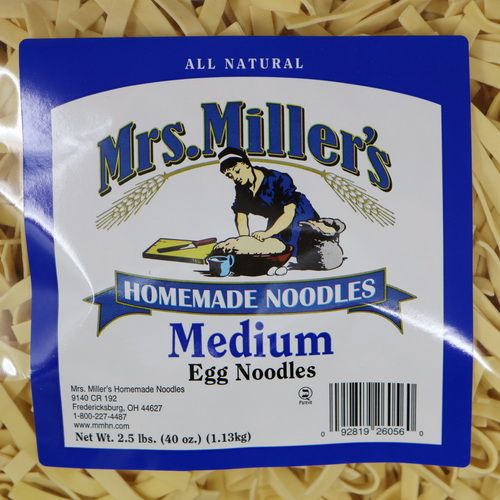 ALL NATURAL
Mrs. Miller's
HOMEMADE NOODLES
Medium
Egg Noodles
Mrs. Miller's Homemade Noodles
9140 CR 192
Fredericksburg, OH 44627
1-800-227-4487
www.mmhn.com
Net Wt. 2.5 lbs. (40 oz.) (1.13kg)
Pareve
0 92819 26056 0